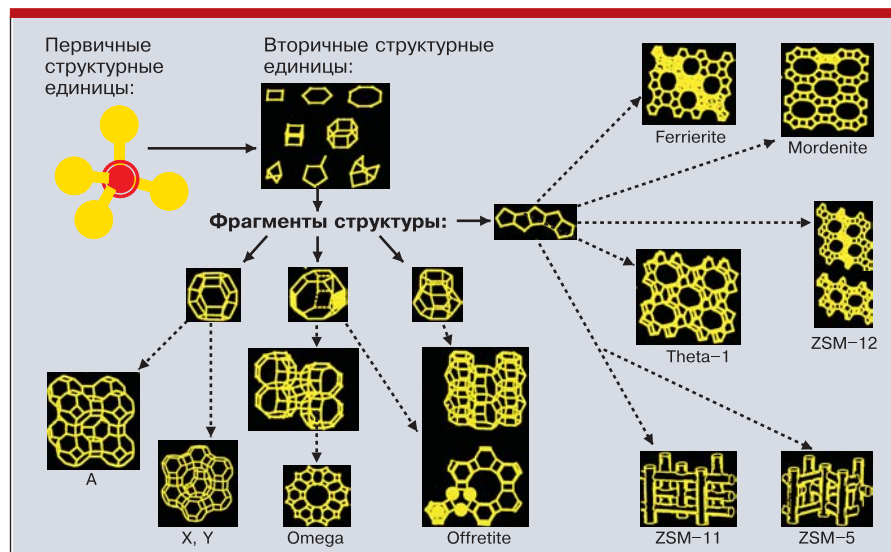 Первичные
структурные
единицы:
Вторичные структурные
единицы:
Ferrierite
Mordenite
Фрагменты структуры:
Theta–1
ZSM–12
A
X, Y
Omega
Offretite
ZSM–11
ZSM–5